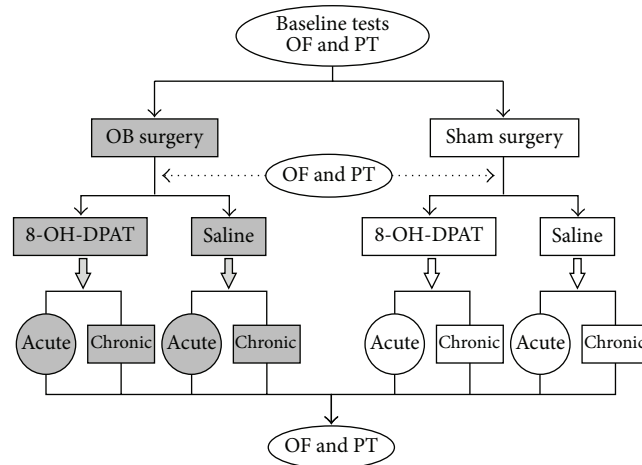 Baseline tests
OF and PT
OB surgery
Sham surgery
OF and PT
8-OH-DPAT
Saline
8-OH-DPAT
Saline
Acute
Chronic
Acute
Chronic
Acute
Chronic
Acute
Chronic
OF and PT